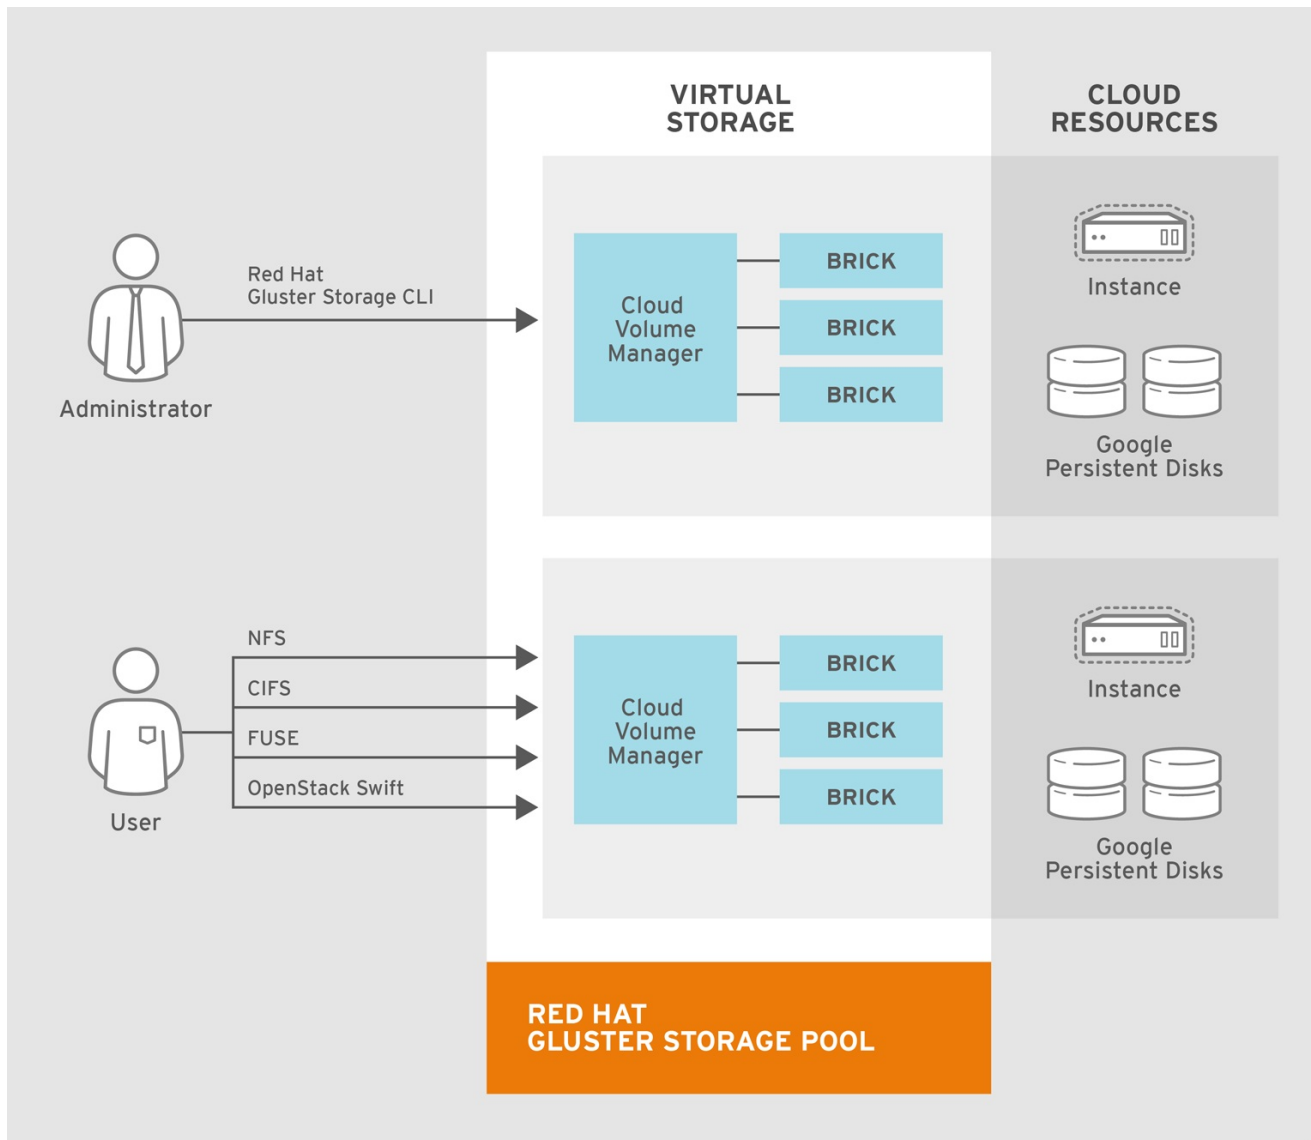 VIRTUAL
STORAGE
CLOUD
RESOURCES
Red Hat
Gluster Storage CLI
Administrator
Cloud
Volume
Manager
BRICK
BRICK
BRICK
Instance
Google
Persistent Disks
NFS
CIFS
FUSE
OpenStack Swift
User
Cloud
Volume
Manager
BRICK
BRICK
BRICK
Instance
Google
Persistent Disks
RED HAT
GLUSTER STORAGE POOL